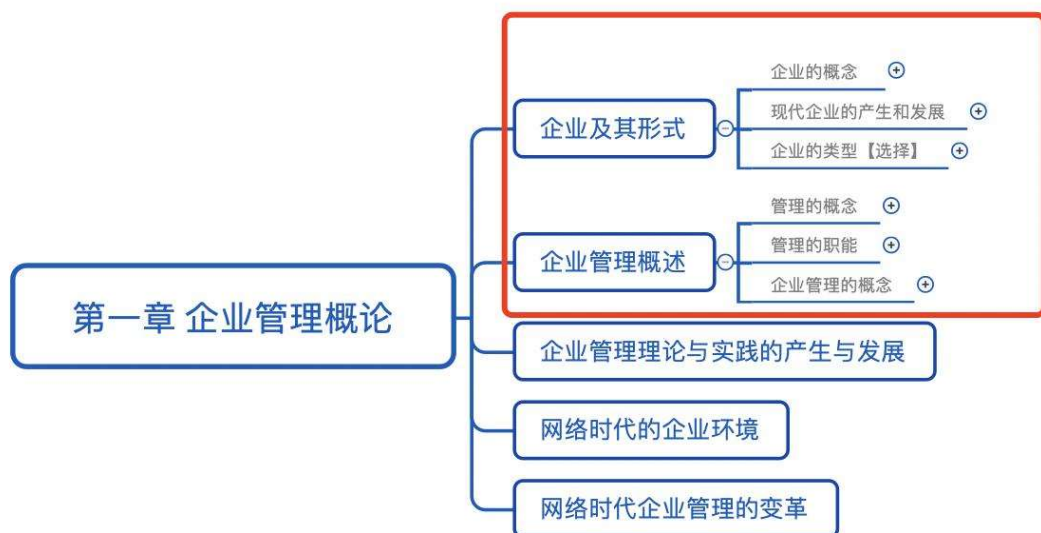 企业的概念
现代企业的产生和发展
企业的类型【选择】
企业及其形式
管理的概念
管理的职能
企业管理的概念
企业管理概述
第一章 企业管理概论
企业管理理论与实践的产生与发展
网络时代的企业环境
网络时代企业管理的变革